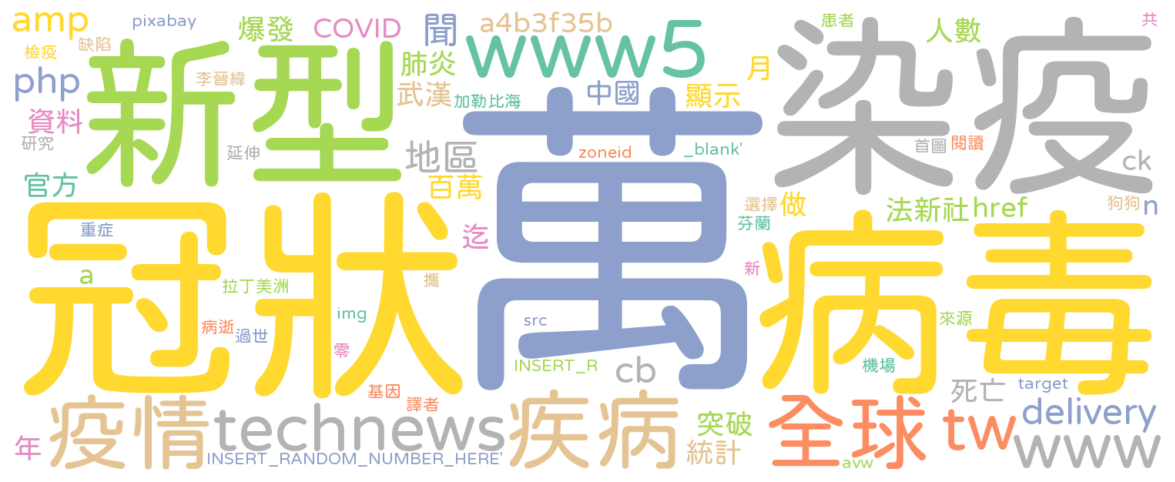 amp
pixabay
爆發
COVID
聞
a4b3f35b
患者
人數
共
缺陷
檢疫
新型
肺炎
www5
月
染疫
php
李晉緯
武漢
加勒比海
中國
顯示
資料
研究
延伸
地區
萬
zoneid
_blank'
首圖
閱讀
ck
官方
百萬
選擇
做
芬蘭
法新社
href
狗狗
n
重症
迄
冠狀
病毒
a
拉丁美洲
攜
新
病逝
過世
img
零
src
來源
INSERT_R
cb
機場
基因
譯者
死亡
target
年
疫情
technews
疾病
突破
統計
全球
tw
delivery
www
INSERT_RANDOM_NUMBER_HERE'
avw